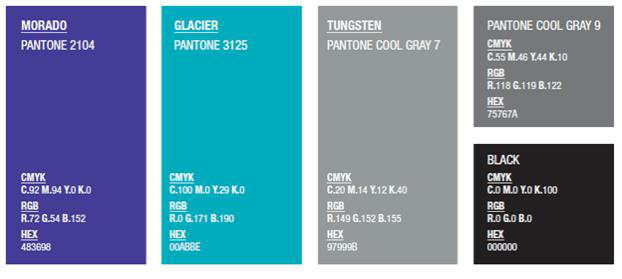 MORADO
PANTONE 2104
CMYK
C.92 M.94 Y.0 K.0
RGB
R.72 G.54 B.152
HEX
483698
GLACIER
PANTONE 3125
CMYK
C.100 M.0 Y.29 K.0
RGB
R.0 G.171 B.190
HEX
00ABBE
TUNGSTEN
PANTONE COOL GRAY 7
CMYK
C.20 M.14 Y.12 K.40
RGB
R.149 G.152 B.155
HEX
97999B
PANTONE COOL GRAY 9
CMYK
C.55 M.46 Y.44 K.10
RGB
R.118 G.119 B.122
HEX
75767A
BLACK
CMYK
C.0 M.0 Y.0 K.100
RGB
R.0 G.0 B.0
HEX
000000